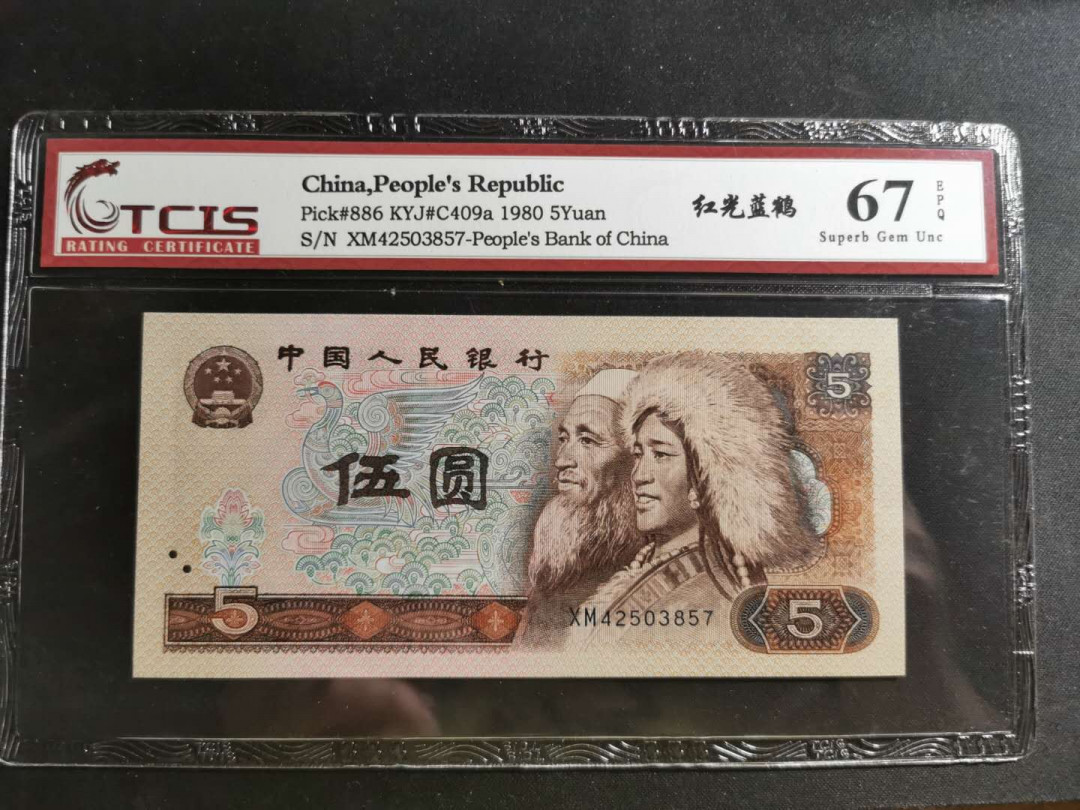 TCIS
RATING CERTIFICATE
China,People's Republic
Pick#886 KYJ#C409a 1980 5Yuan
S/N XM42503857-People's Bank of China
红光蓝鹤
67
EPQ
Superb Gem Unc
中国人民银行
5
伍圆
5
XM42503857
5